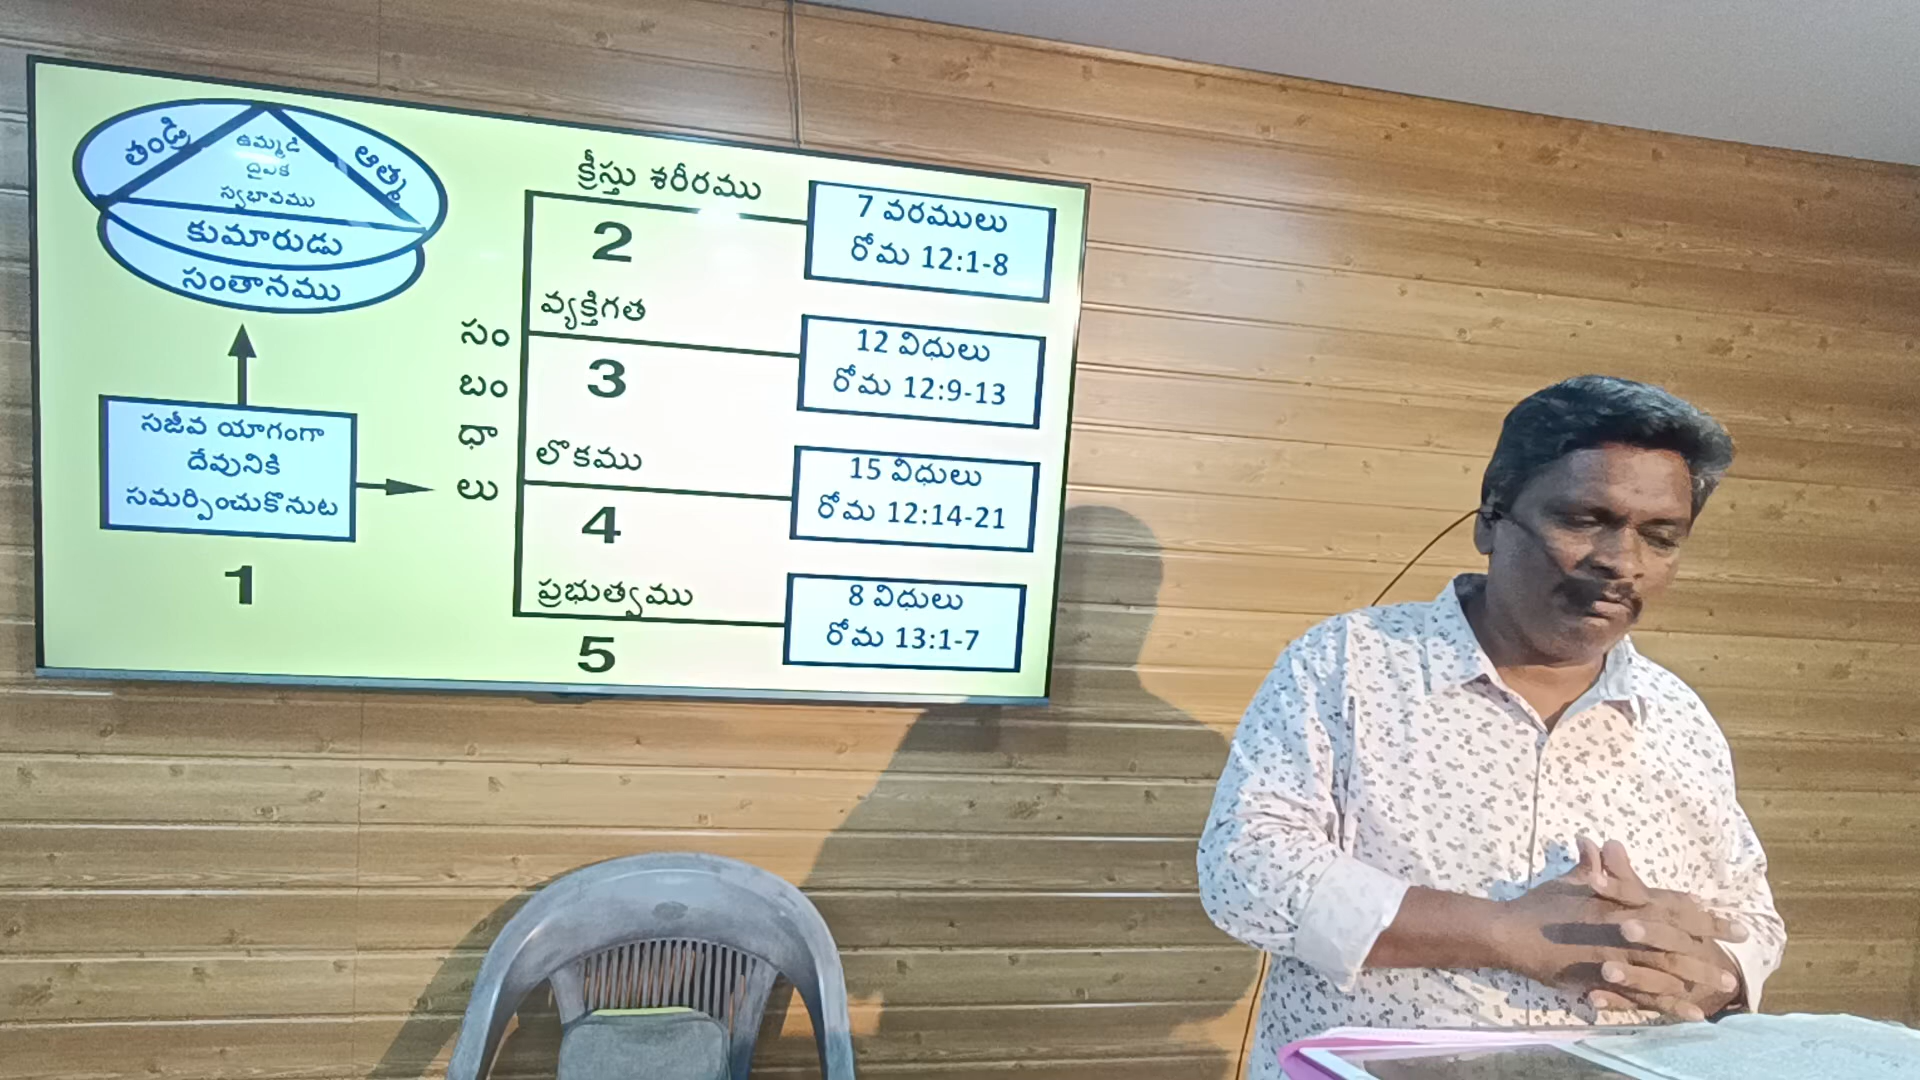 తండ్రి
ఆత్మ
ఉమ్మడి
దైవిక
స్వభావము
కుమారుడు
సంతానము
సజీవ యాగంగా
దేవునికి
సమర్పించుకొనుట
1
సం
బం
ధా
లు
క్రీస్తు శరీరము
2
7 వరములు
రోమ 12:1-8
వ్యక్తిగత
3
12 విధులు
రోమ 12:9-13
లొకము
4
15 విధులు
రోమ 12:14-21
ప్రభుత్వము
5
8 విధులు
రోమ 13:1-7